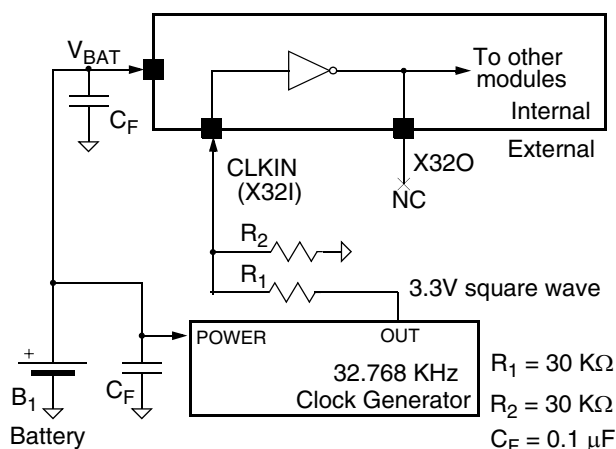 V_BAT
C_F
To other
modules
Internal
External
X32O
NC
CLKIN
(X32I)
R_2
R_1
3.3V square wave
POWER
OUT
32.768 KHz
Clock Generator
+
B_1
C_F
Battery
R_1 = 30 KΩ
R_2 = 30 KΩ
C_F = 0.1 μF